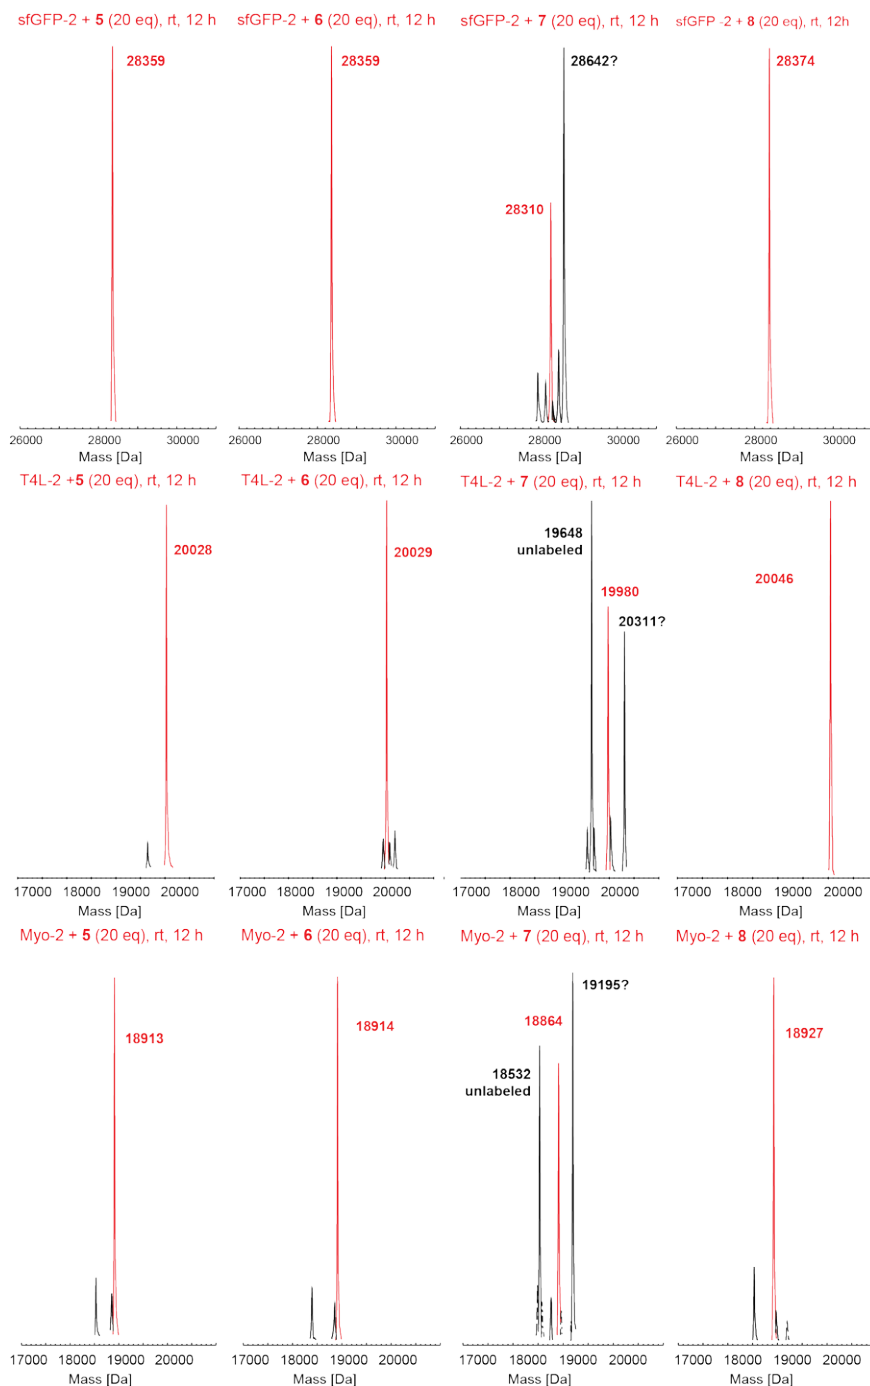 sfGFP-2 + 5 (20 eq), rt, 12 h
sfGFP-2 + 6 (20 eq), rt, 12 h
sfGFP-2 + 7 (20 eq), rt, 12 h
sfGFP -2 + 8 (20 eq), rt, 12h
28359
28359
28642?
28310
28374
26000 28000 30000
26000 28000 30000
26000 28000 30000
26000 28000 30000
Mass [Da]
Mass [Da]
Mass [Da]
Mass [Da]
T4L-2 +5 (20 eq), rt, 12 h
T4L-2 + 6 (20 eq), rt, 12 h
T4L-2 + 7 (20 eq), rt, 12 h
T4L-2 + 8 (20 eq), rt, 12 h
20028
20029
19648
unlabeled
19980
20311?
20046
17000 18000 19000 20000
17000 18000 19000 20000
17000 18000 19000 20000
17000 18000 19000 20000
Mass [Da]
Mass [Da]
Mass [Da]
Mass [Da]
Myo-2 + 5 (20 eq), rt, 12 h
Myo-2 + 6 (20 eq), rt, 12 h
Myo-2 + 7 (20 eq), rt, 12 h
Myo-2 + 8 (20 eq), rt, 12 h
18913
18914
18532
unlabeled
18864
19195?
18927
17000 18000 19000 20000
17000 18000 19000 20000
17000 18000 19000 20000
17000 18000 19000 20000
Mass [Da]
Mass [Da]
Mass [Da]
Mass [Da]